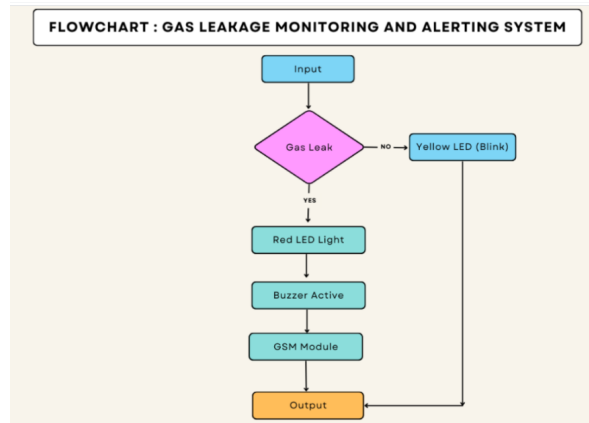 FLOWCHART : GAS LEAKAGE MONITORING AND ALERTING SYSTEM
Input
Gas Leak
NO
Yellow LED (Blink)
YES
Red LED Light
Buzzer Active
GSM Module
Output